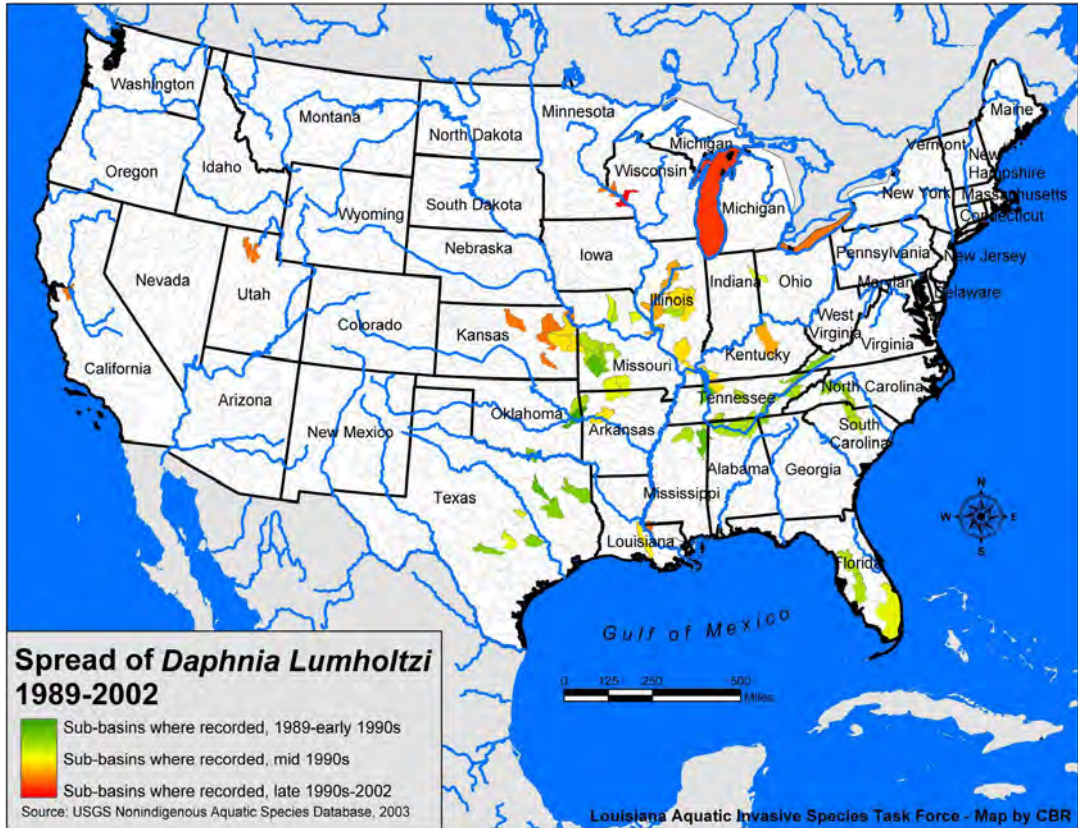 Washington
Montana
North Dakota
Minnesota
Michigan
Maine
Vermont
New
Hampshire
Oregon
Idaho
Wisconsin
South Dakota
Wyoming
Michigan
New York
Massachusetts
Connecticut
Nebraska
Iowa
Pennsylvania
New Jersey
Nevada
Utah
Illinois
Indiana
Ohio
Maryland
Delaware
Colorado
Kansas
West
Virginia
Virginia
California
Missouri
Kentucky
Arizona
New Mexico
Oklahoma
Arkansas
Tennessee
North Carolina
South
Carolina
Texas
Mississippi
Alabama
Georgia
Louisiana
Florida
N
W
E
S
Gulf of Mexico
0 125 250 500
Miles
Spread of Daphnia Lumholtzi
1989-2002
Sub-basins where recorded, 1989-early 1990s
Sub-basins where recorded, mid 1990s
Sub-basins where recorded, late 1990s-2002
Source: USGS Nonindigenous Aquatic Species Database, 2003
Louisiana Aquatic Invasive Species Task Force - Map by CBR